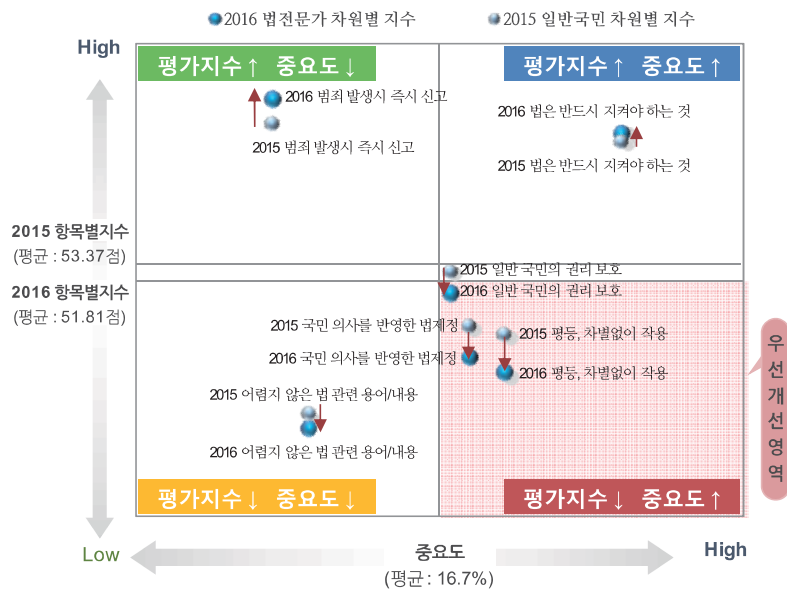 2016 법전문가 차원별 지수
2015 일반국민 차원별 지수
High
평가지수↑ 중요도↓
평가지수↑ 중요도↑
2016 범죄 발생시 즉시 신고
2015 범죄 발생시 즉시 신고
2016 법은 반드시 지켜야 하는 것
2015 법은 반드시 지켜야 하는 것
2015 항목별지수
(평균 : 53.37점)
2016 항목별지수
(평균 : 51.81점)
2015 일반 국민의 권리 보호
2016 일반 국민의 권리 보호
2015 국민 의사를 반영한 법제정
2015 평등, 차별없이 작용
2016 국민 의사를 반영한 법제정
2016 평등, 차별없이 작용
2015 어렵지 않은 법 관련 용어/내용
2016 어렵지 않은 법 관련 용어/내용
우
선
개
선
영
역
평가지수↓ 중요도↓
평가지수↓ 중요도↑
Low
중요도
(평균 : 16.7%)
High